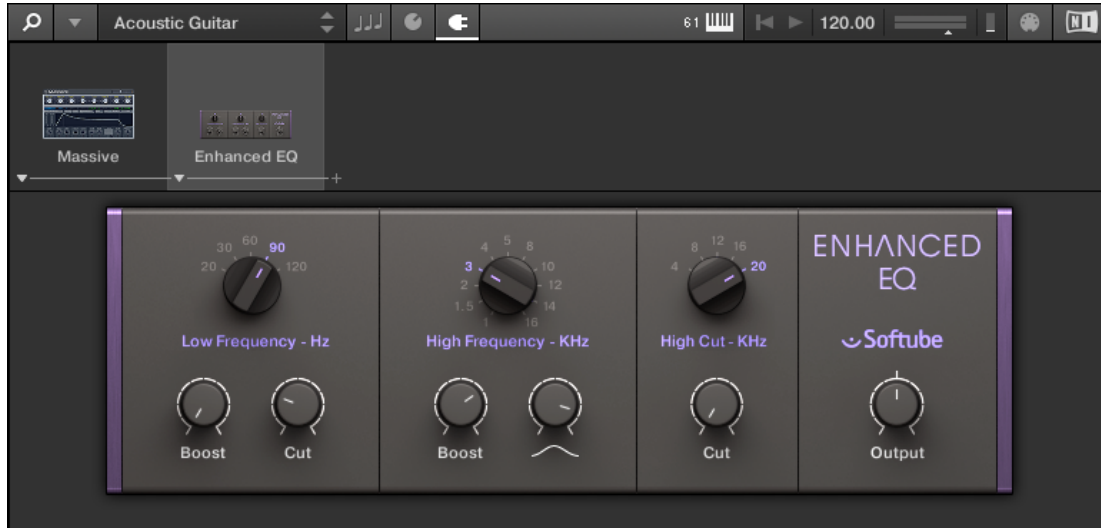 Acoustic Guitar
61
120.00
NI
Massive
Enhanced EQ
+
20 30 60 90 120
Low Frequency - Hz
Boost
Cut
1 1.5 2 3 4 5 8 10 12 14 16
High Frequency - KHz
Boost
4 8 12 16 20
High Cut - KHz
Cut
ENHANCED
EQ
Softube
Output